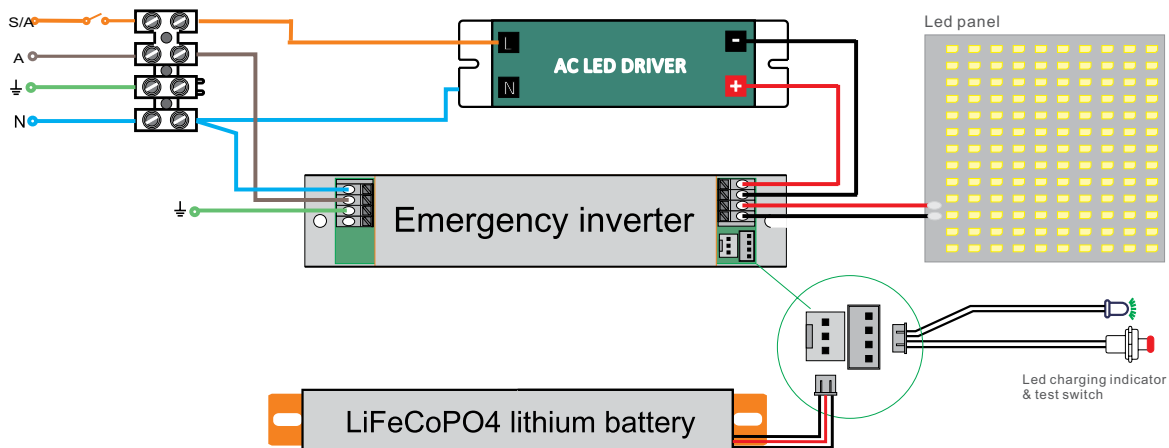 S/A
A
N
L
N
AC LED DRIVER
-
+
Led panel
Emergency inverter
Led charging indicator
& test switch
LiFeCoPO4 lithium battery